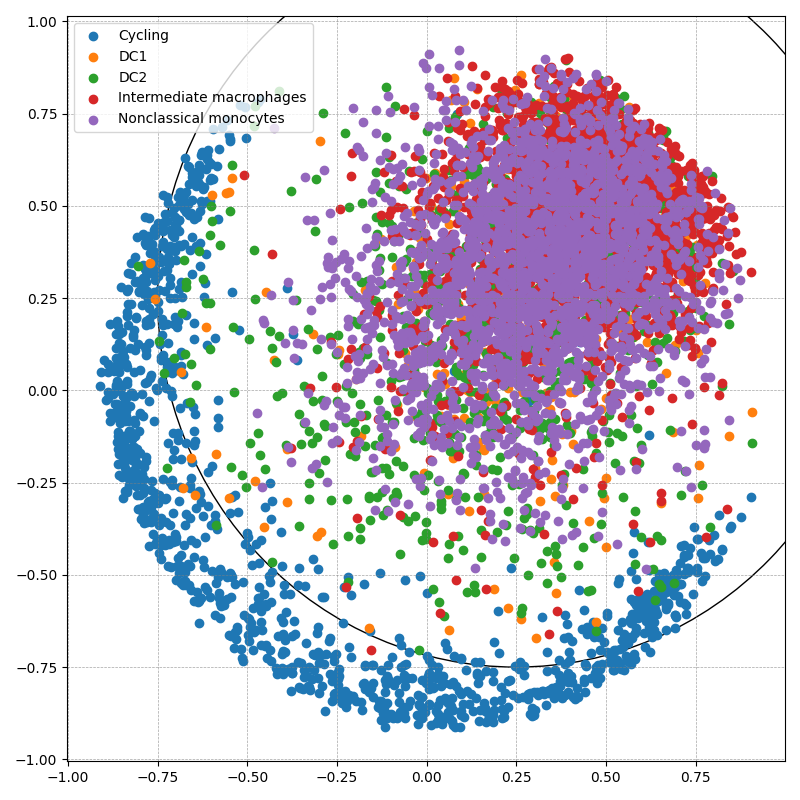 Cycling
DC1
DC2
Intermediate macrophages
Nonclassical monocytes
1.00
0.75
0.50
0.25
0.00
−0.25
−0.50
−0.75
−1.00
−1.00 −0.75 −0.50 −0.25 0.00 0.25 0.50 0.75